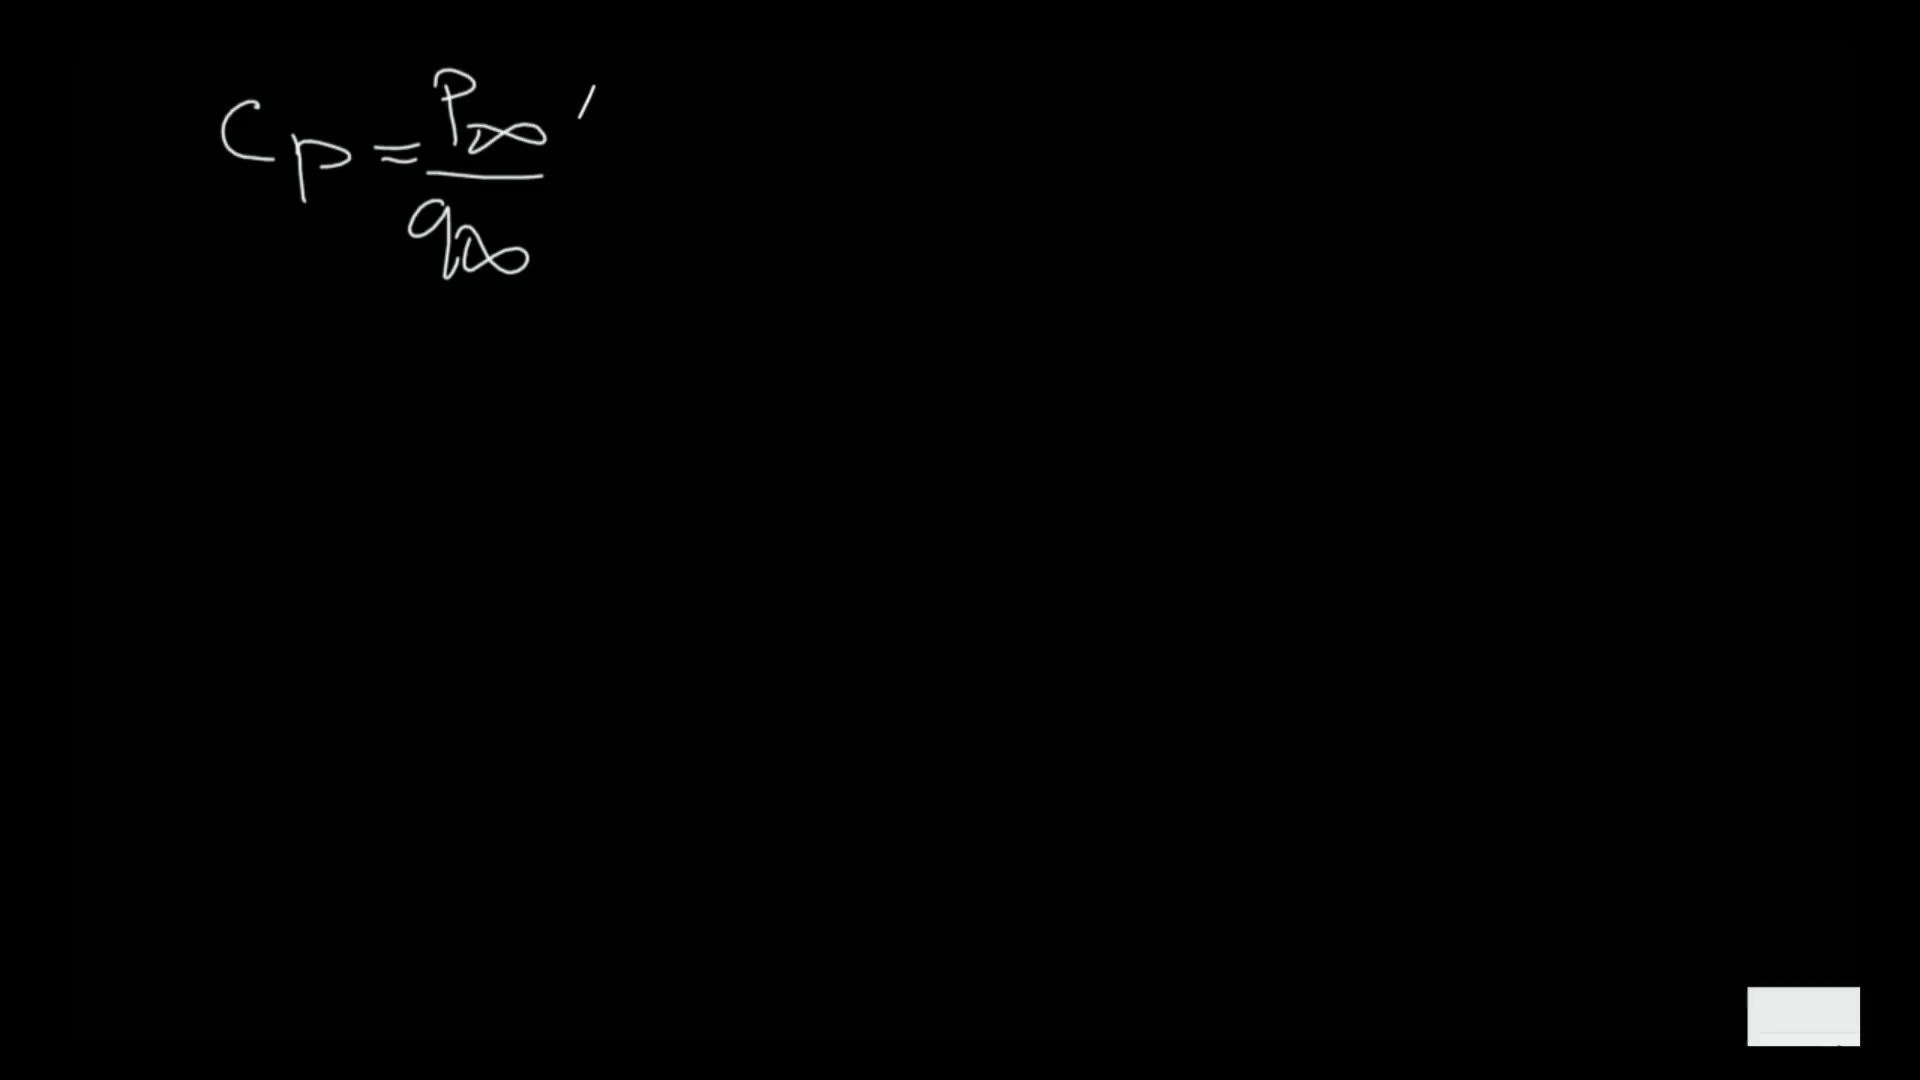 Cp = P∞ / q∞ ′